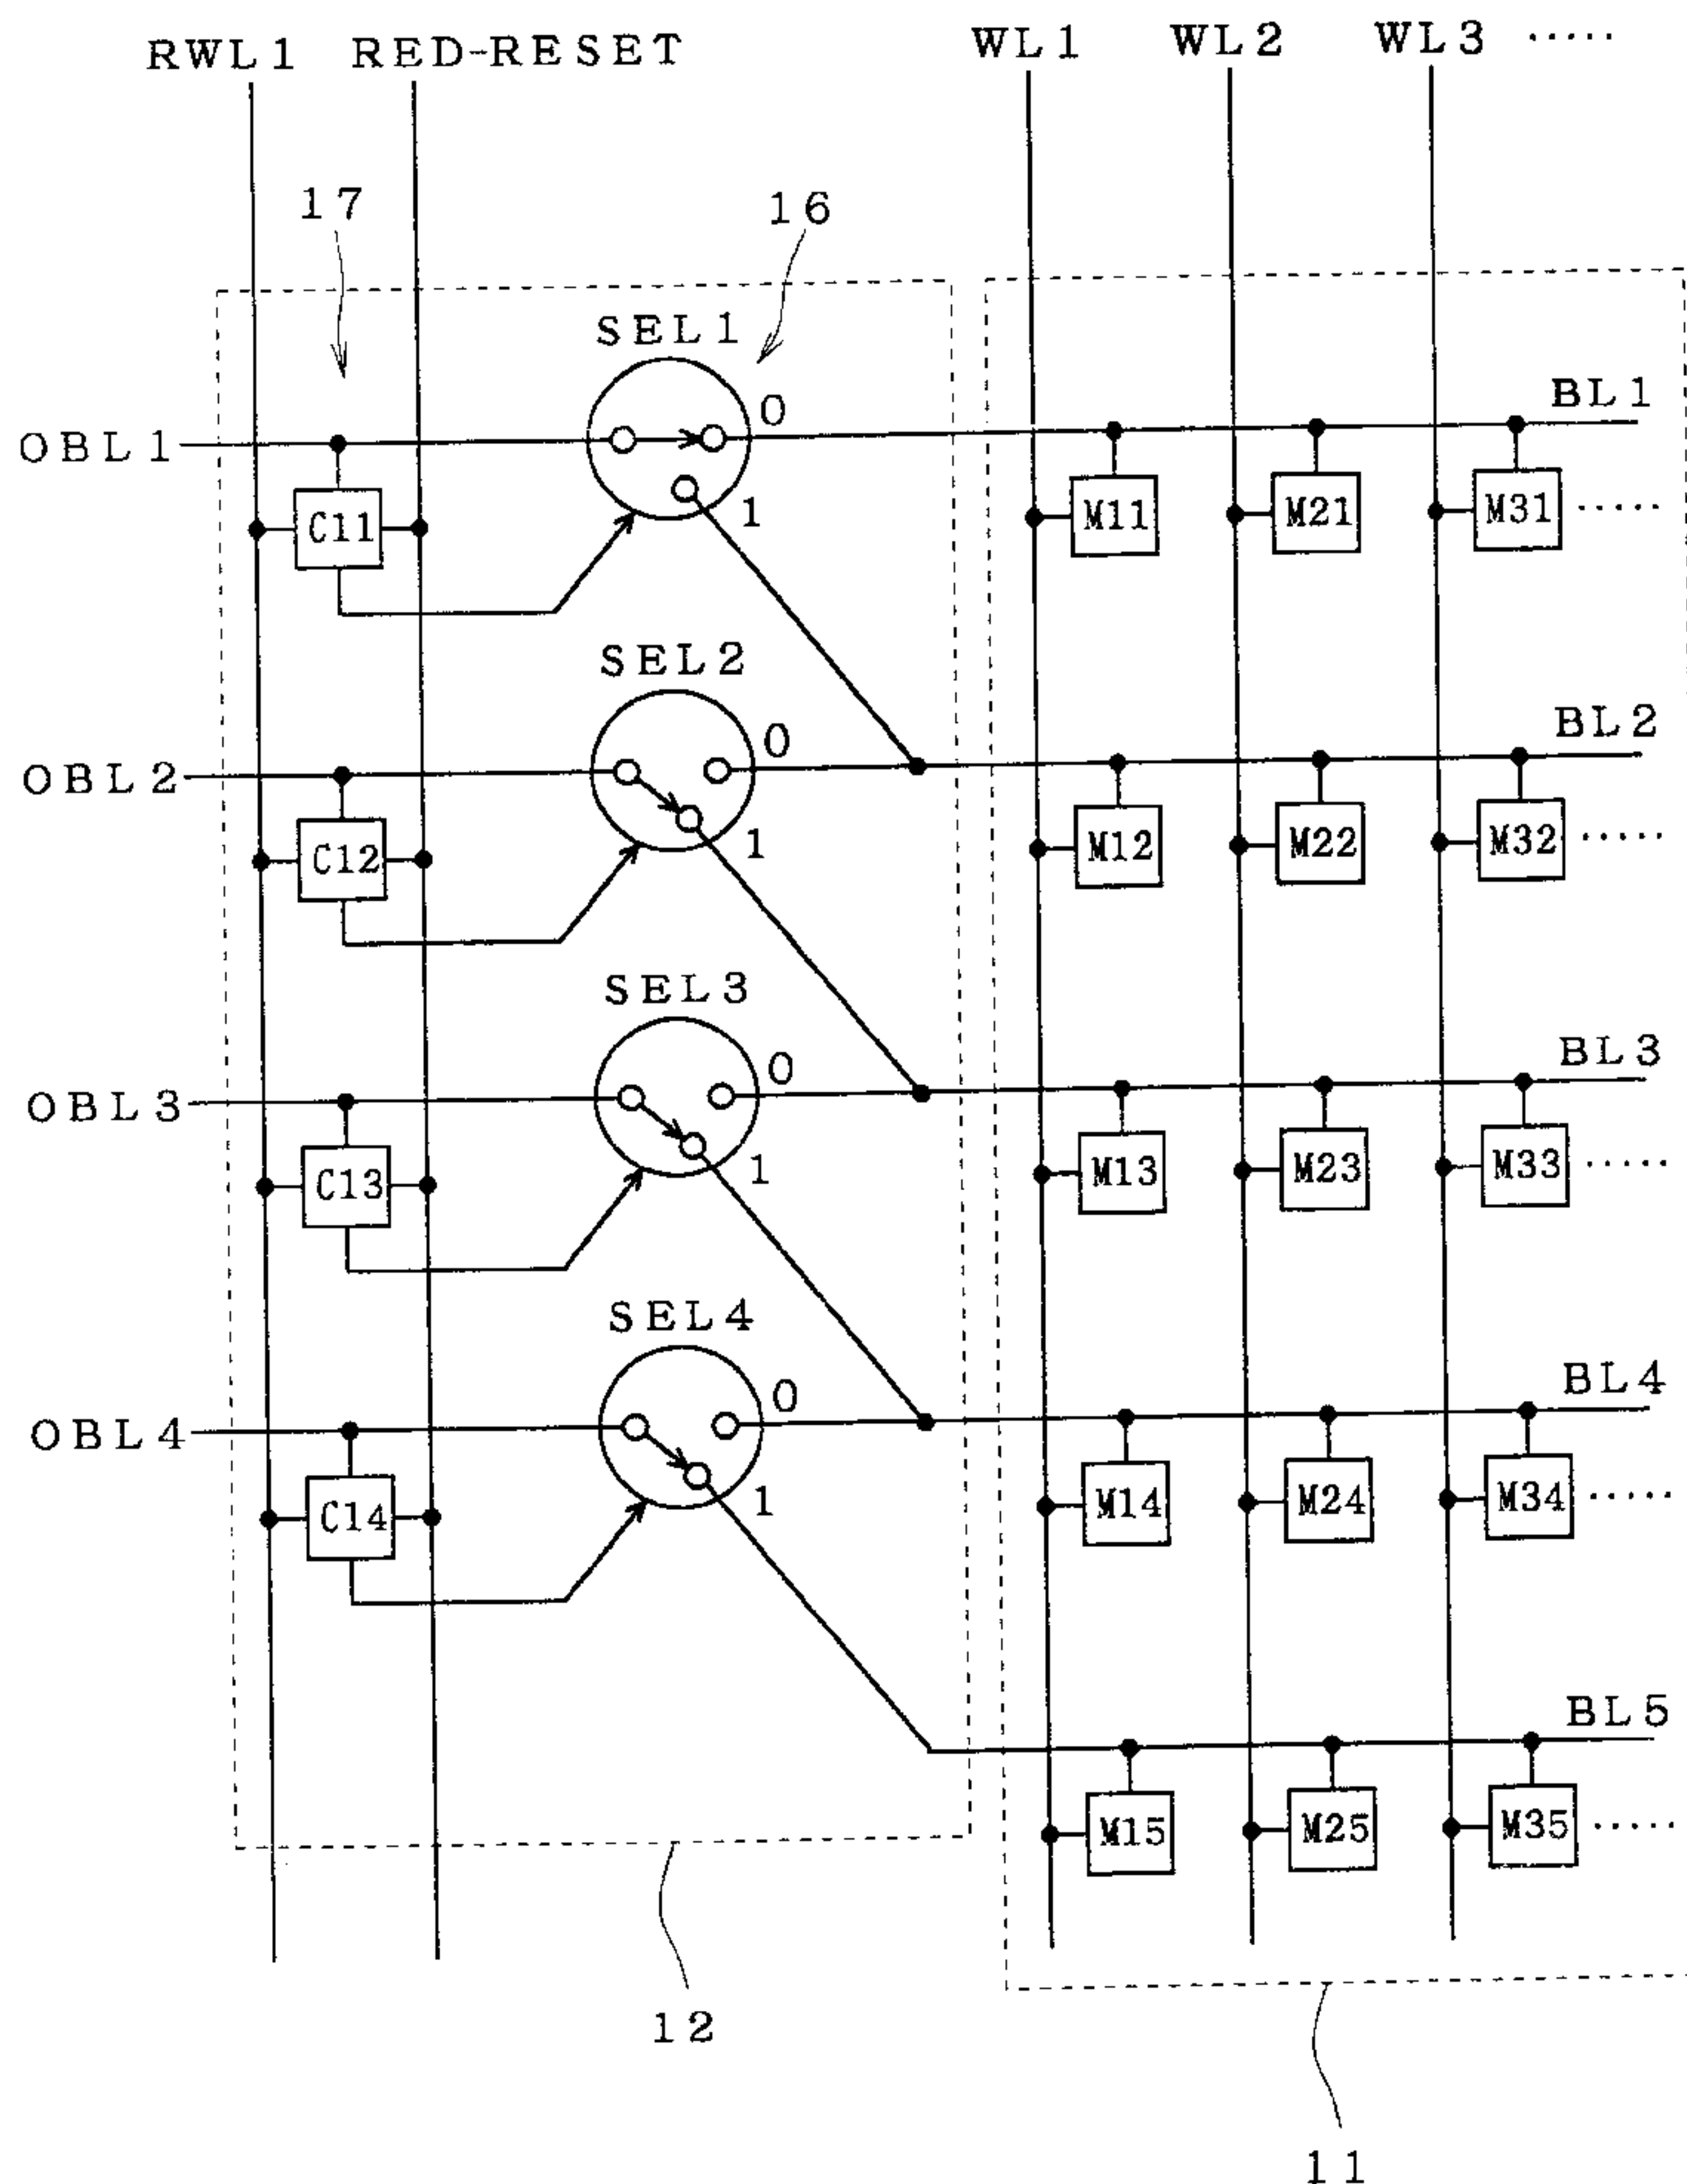 RWL1 RED-RESET WL1 WL2 WL3 .....
17 16
SEL1
0 BL1
OBL1
1
C11 M11 M21 M31 .....
SEL2
0 BL2
OBL2
1
C12 M12 M22 M32 .....
SEL3
0 BL3
OBL3
1
C13 M13 M23 M33 .....
SEL4
0 BL4
OBL4
1
C14 M14 M24 M34 .....
BL5
M15 M25 M35 .....
12
11